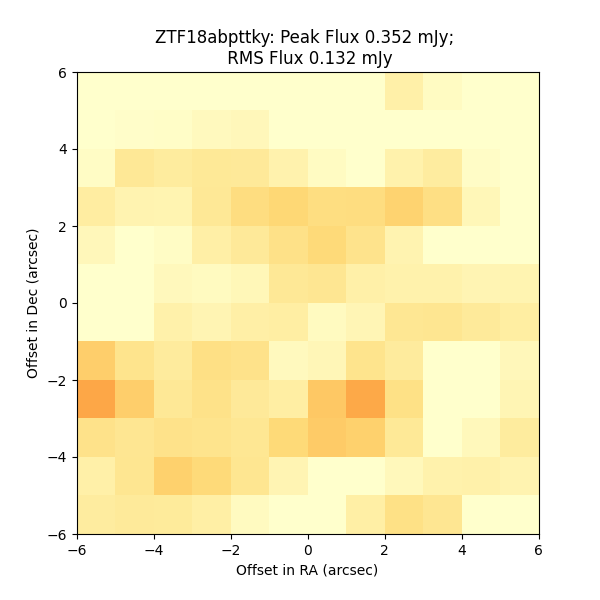 ZTF18abpttky: Peak Flux 0.352 mJy;
RMS Flux 0.132 mJy
6
4
2
0
−2
−4
−6
Offset in Dec (arcsec)
−6 −4 −2 0 2 4 6
Offset in RA (arcsec)